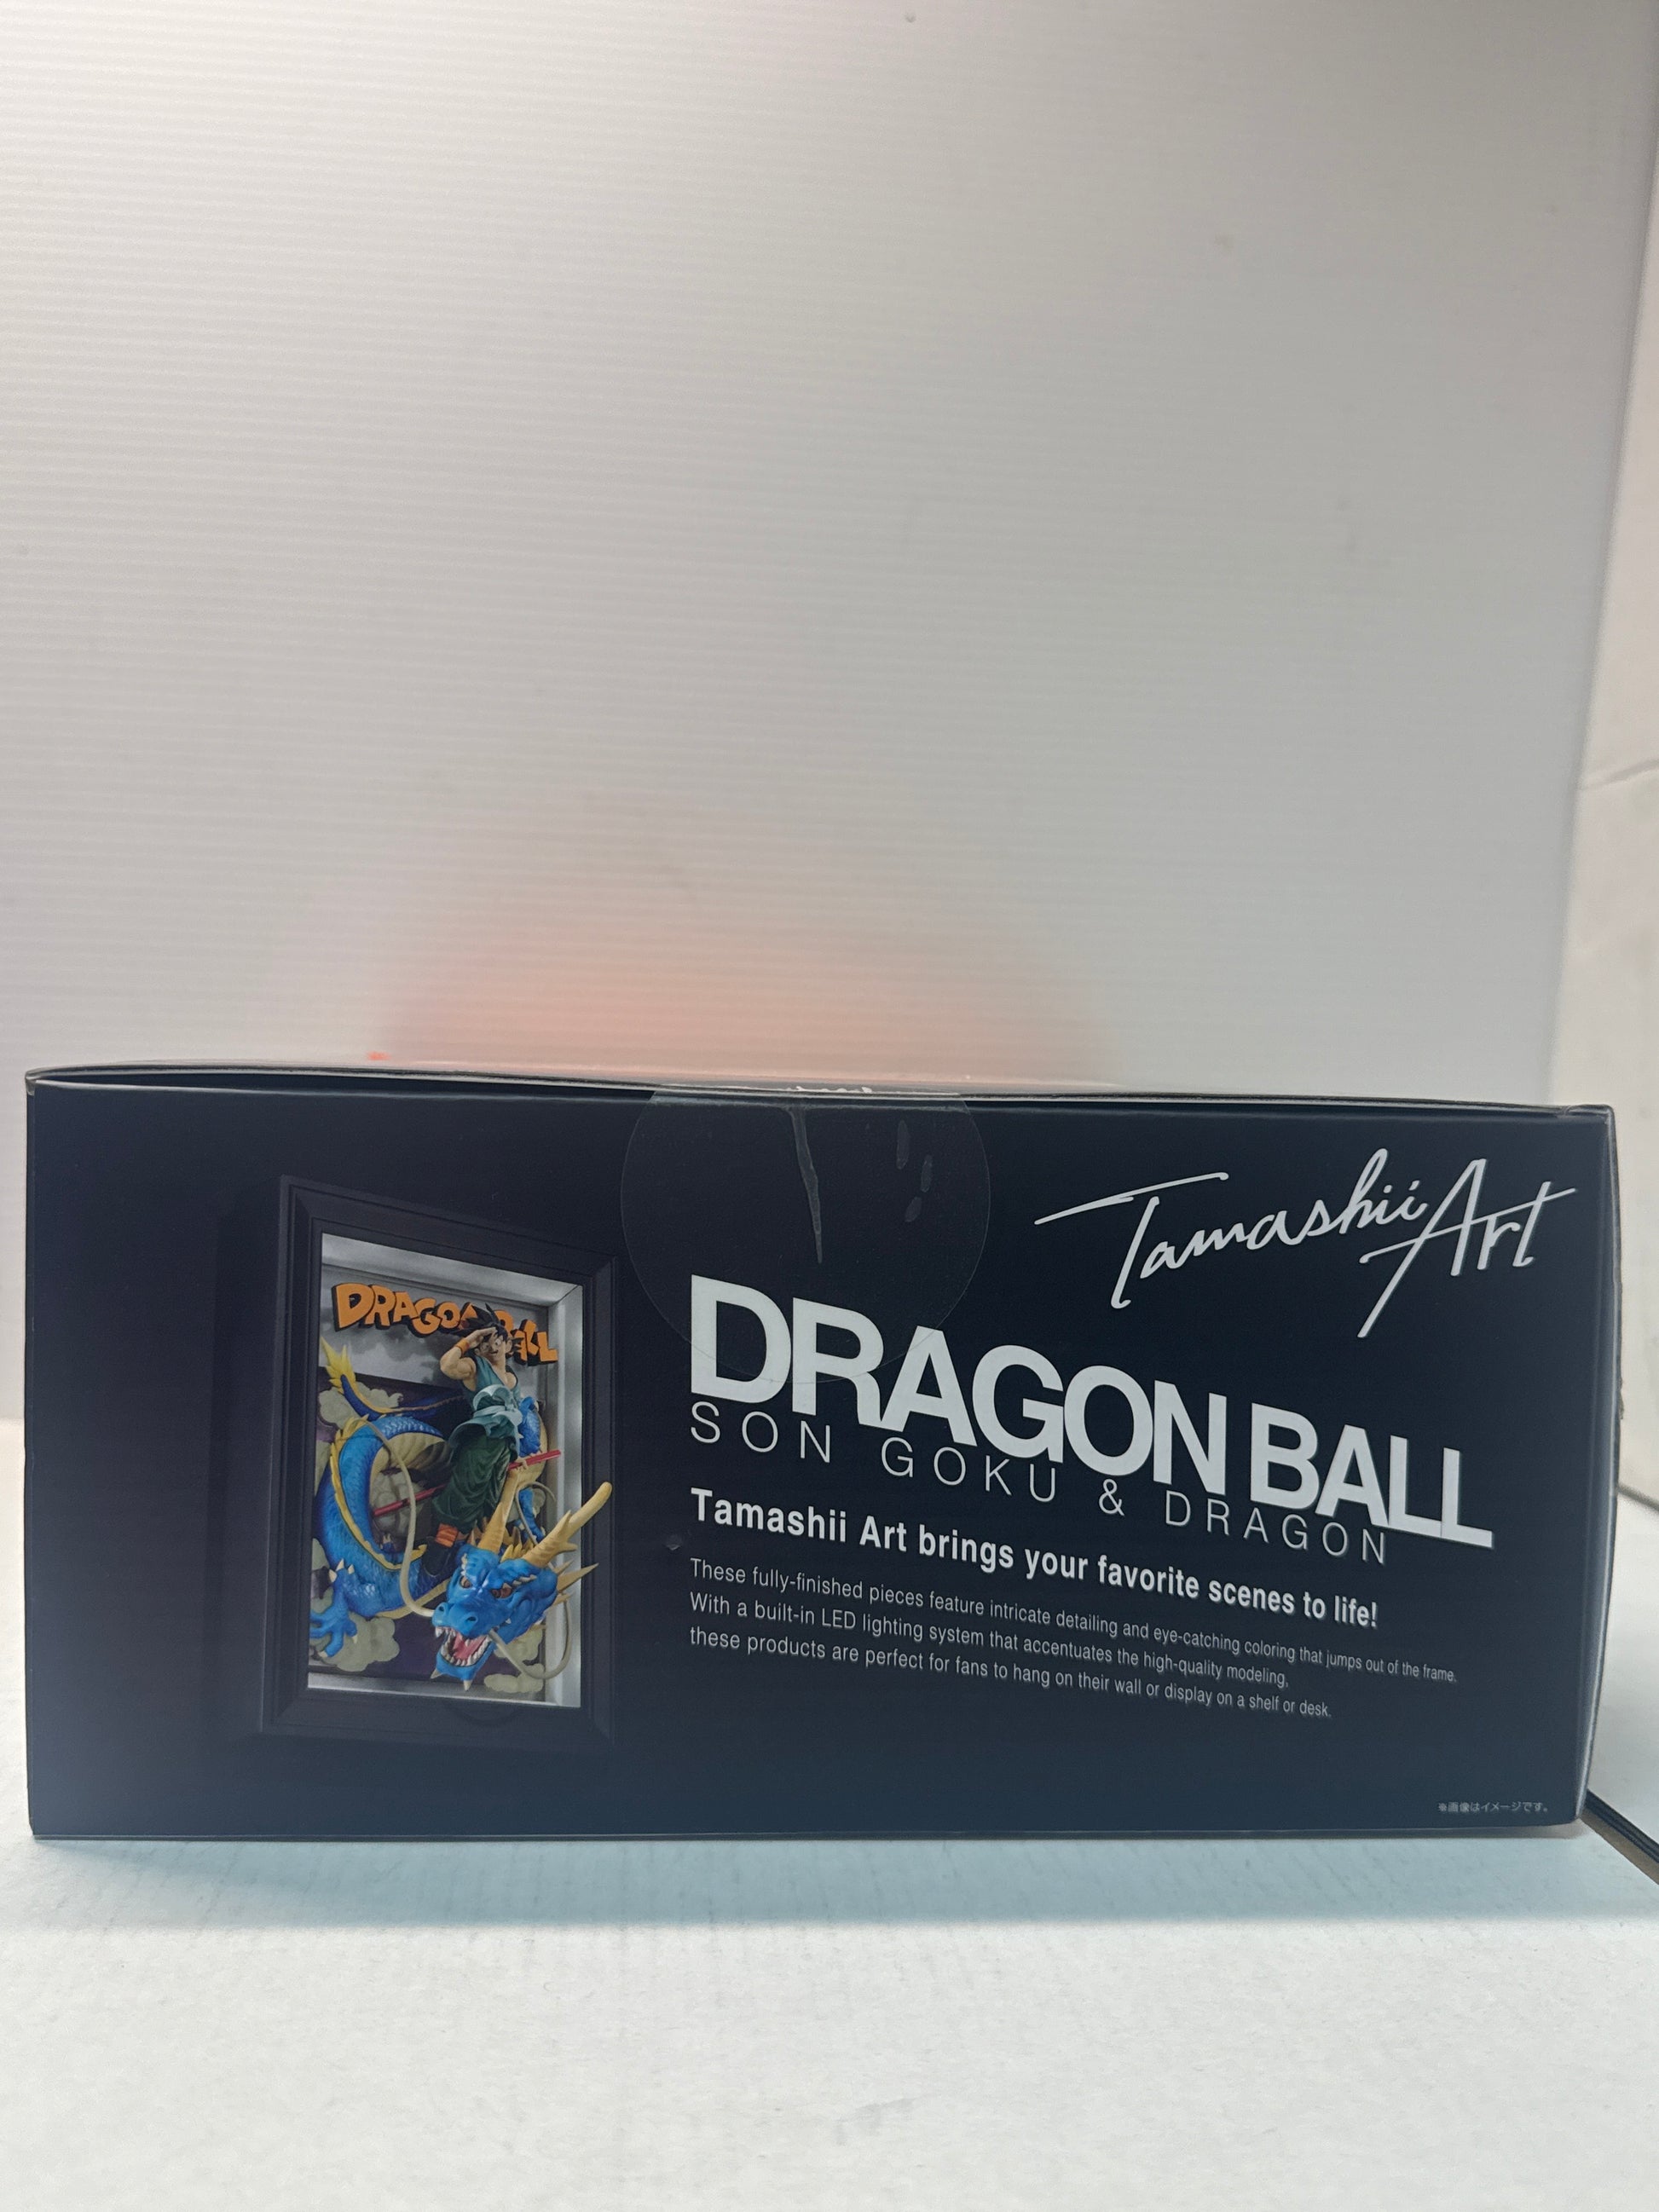 Tamashii Art
DRAGON BALL
DRAGON BALL
SON GOKU & DRAGON
Tamashii Art brings your favorite scenes to life!
These fully-finished pieces feature intricate detailing and eye-catching coloring that jumps out of the frame.
With a built-in LED lighting system that accentuates the high-quality modeling,
these products are perfect for fans to hang on their wall or display on a shelf or desk.
※画像はイメージです。